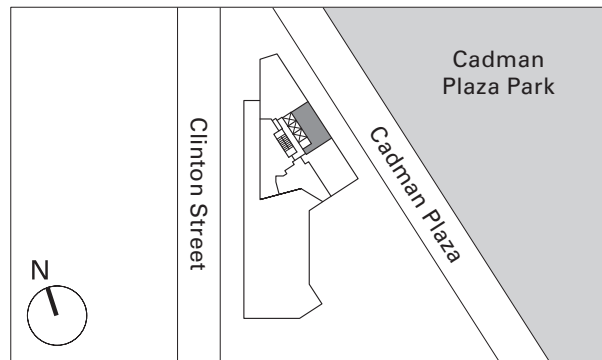 Cadman
Plaza Park
Clinton Street
Cadman Plaza
N